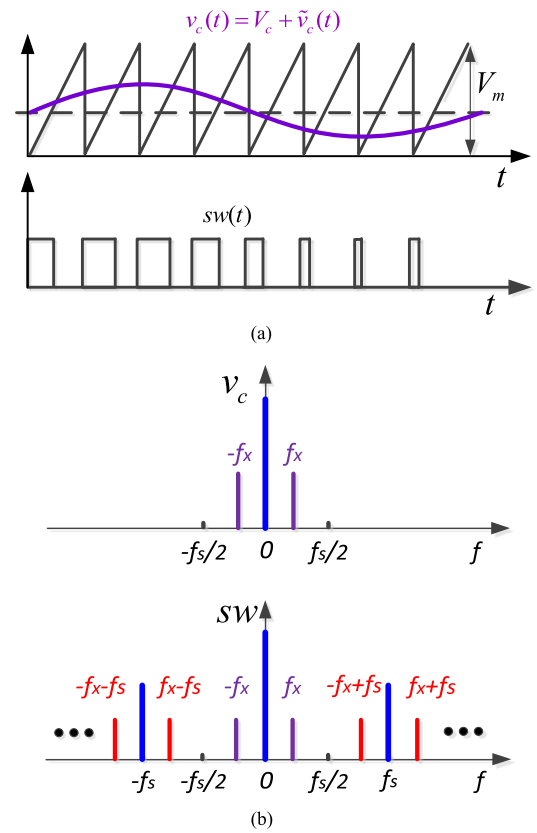 v_c(t) = V_c + ṽ_c(t)
V_m
t
sw(t)
t
(a)
v_c
-fx fx
-fs/2 0 fs/2 f
sw
-fx-fs fx-fs -fx fx -fx+fs fx+fs
-fs -fs/2 0 fs/2 fs f
(b)